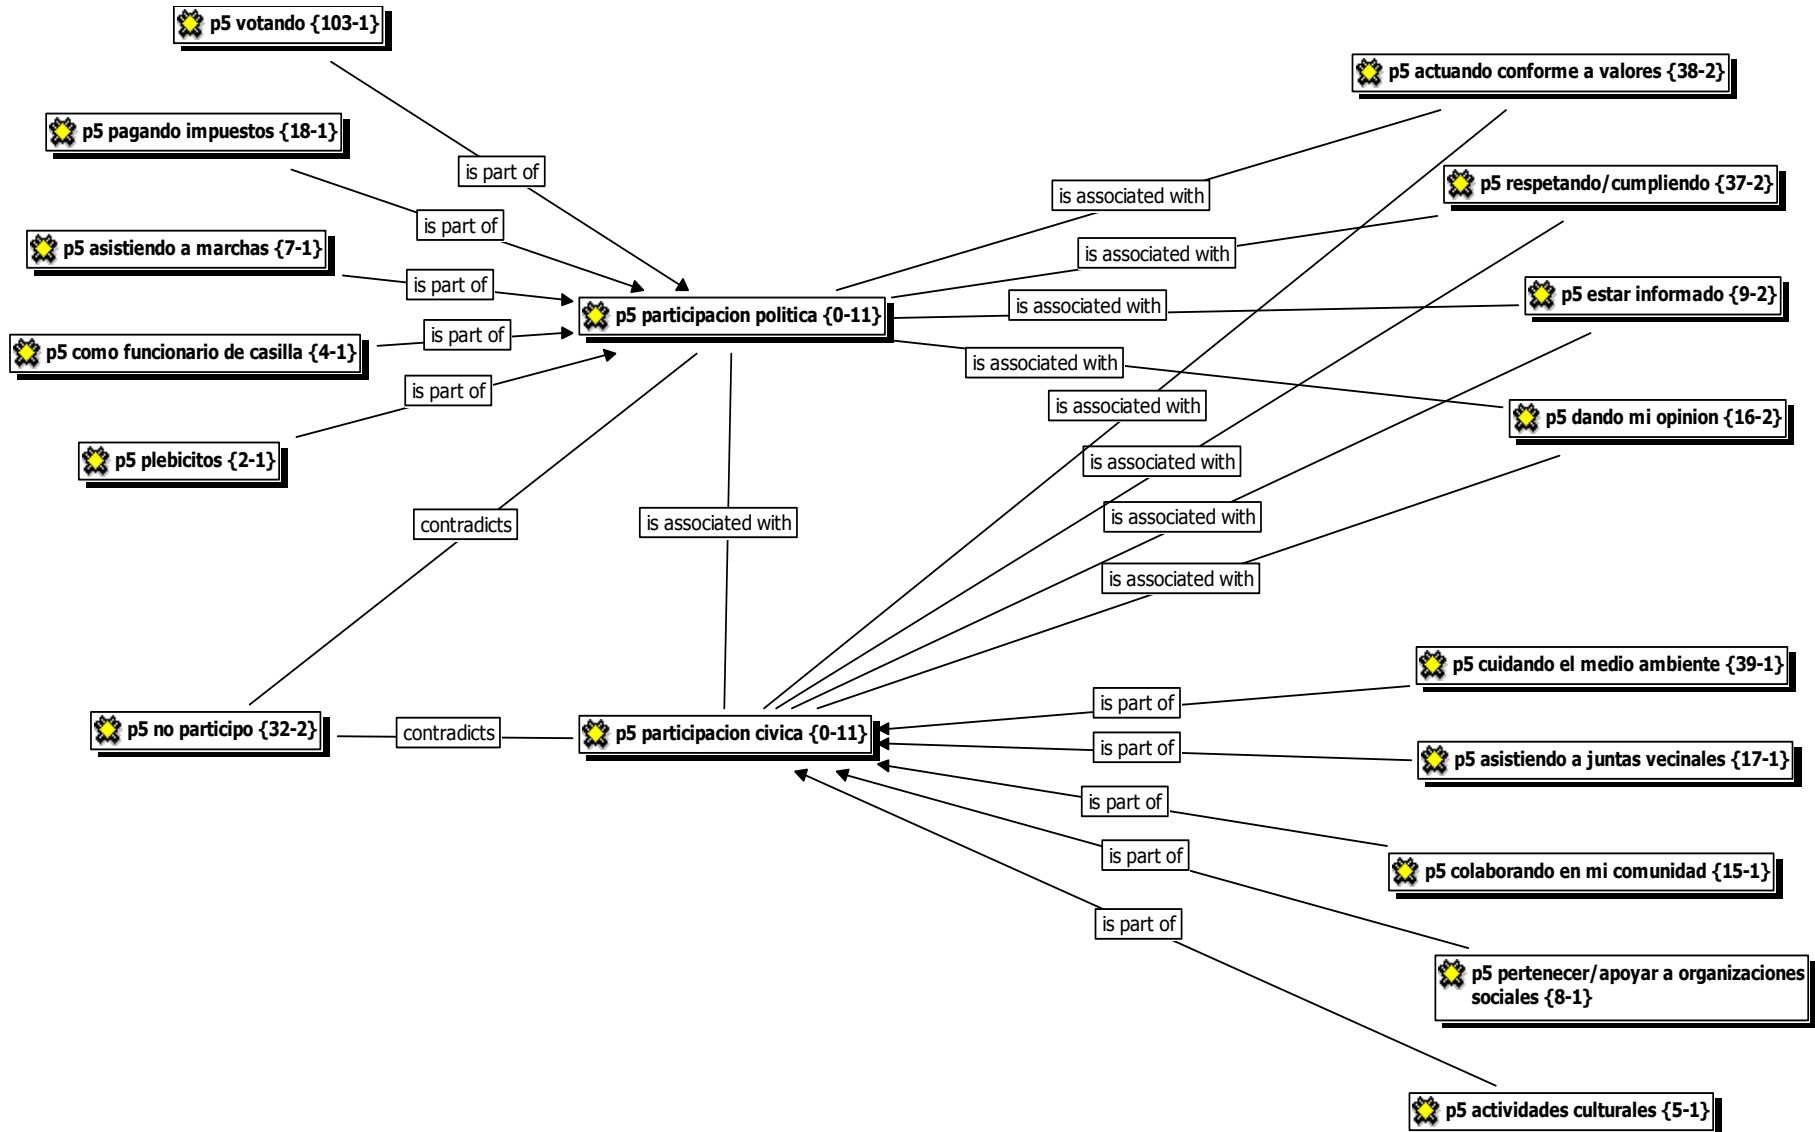 p5 votando {103-1}
p5 actuando conforme a valores {38-2}
p5 pagando impuestos {18-1}
is part of
p5 respetando/cumpliendo {37-2}
is associated with
is part of
p5 asistiendo a marchas {7-1}
is associated with
is part of
p5 estar informado {9-2}
is associated with
p5 participacion politica {0-11}
is part of
p5 como funcionario de casilla {4-1}
is associated with
is part of
is associated with
p5 dando mi opinion {16-2}
p5 plebicitos {2-1}
is associated with
is associated with
contradicts
is associated with
is associated with
p5 cuidando el medio ambiente {39-1}
is part of
p5 no participo {32-2}
contradicts
p5 participacion civica {0-11}
is part of
p5 asistiendo a juntas vecinales {17-1}
is part of
is part of
p5 colaborando en mi comunidad {15-1}
is part of
p5 pertenecer/apoyar a organizaciones
sociales {8-1}
p5 actividades culturales {5-1}